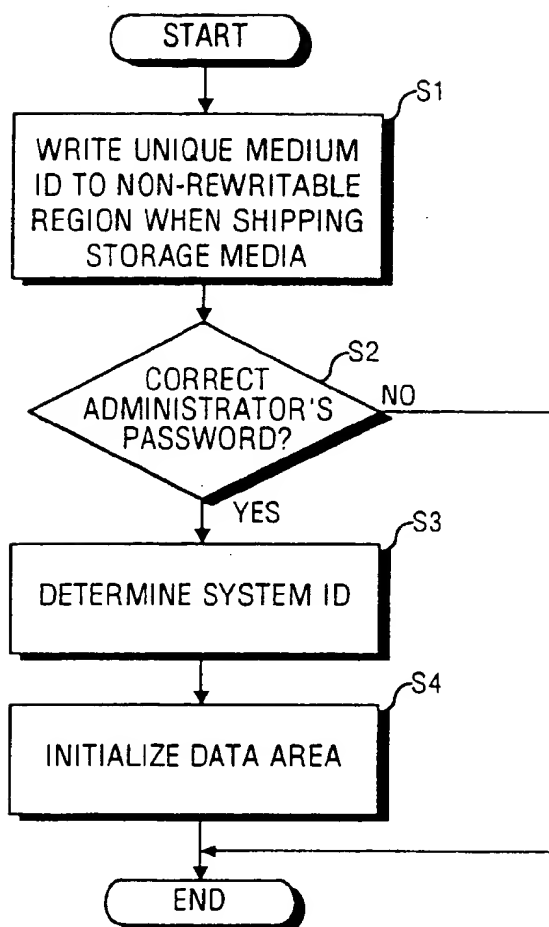 START
S1
WRITE UNIQUE MEDIUM
ID TO NON-REWRITABLE
REGION WHEN SHIPPING
STORAGE MEDIA
S2
CORRECT
ADMINISTRATOR'S
PASSWORD?
NO
YES
S3
DETERMINE SYSTEM ID
S4
INITIALIZE DATA AREA
END